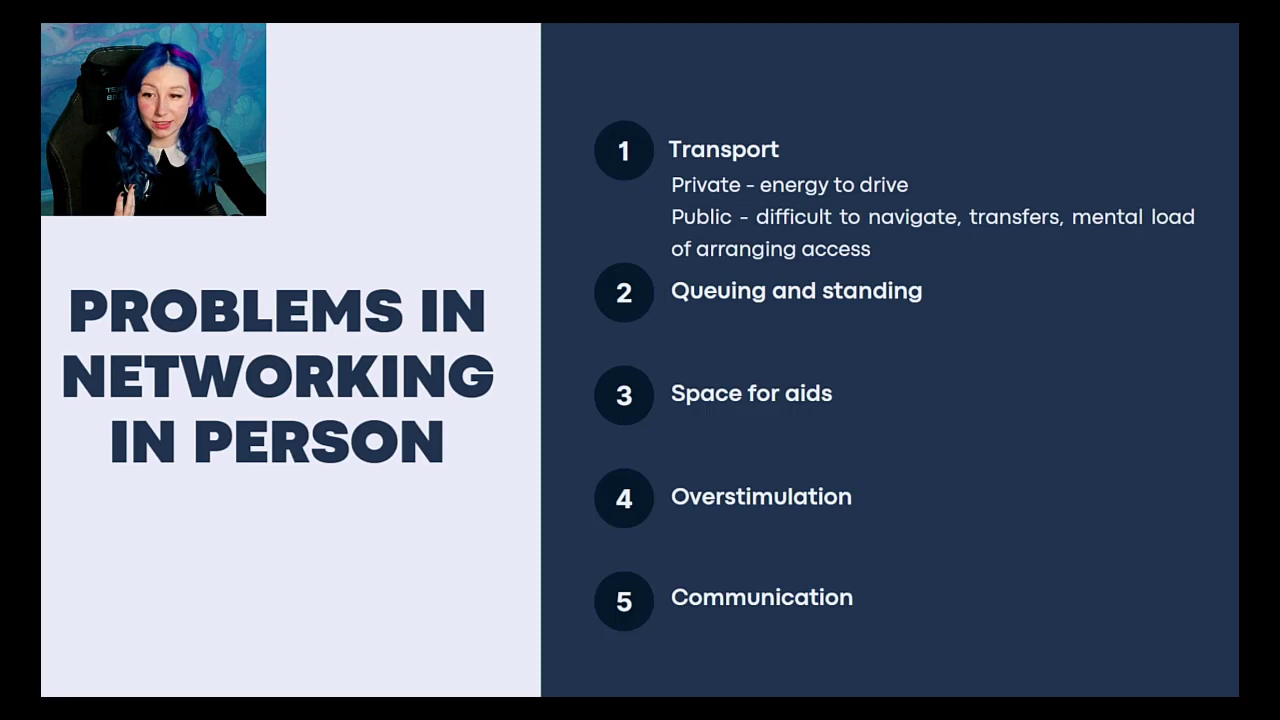 PROBLEMS IN
NETWORKING
IN PERSON
1 Transport
Private - energy to drive
Public - difficult to navigate, transfers, mental load
of arranging access
2 Queuing and standing
3 Space for aids
4 Overstimulation
5 Communication